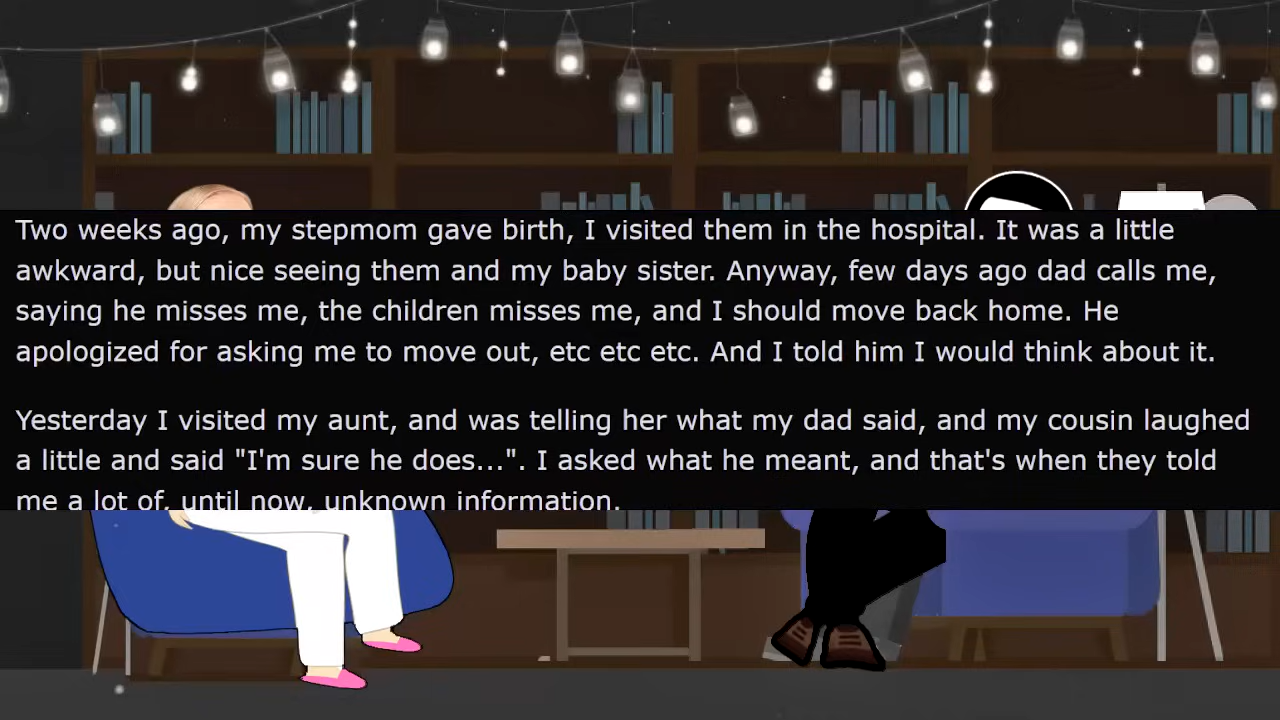 Two weeks ago, my stepmom gave birth, I visited them in the hospital. It was a little
awkward, but nice seeing them and my baby sister. Anyway, few days ago dad calls me,
saying he misses me, the children misses me, and I should move back home. He
apologized for asking me to move out, etc etc etc. And I told him I would think about it.
Yesterday I visited my aunt, and was telling her what my dad said, and my cousin laughed
a little and said "I'm sure he does...". I asked what he meant, and that's when they told
me a lot of, until now, unknown information.